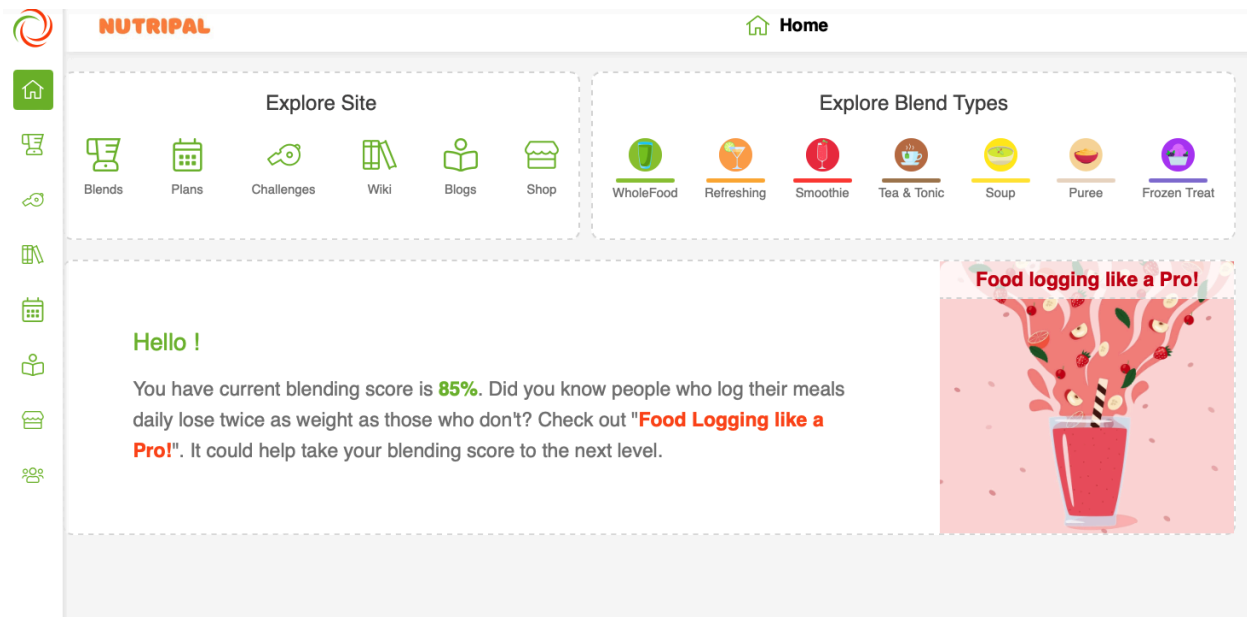 NUTRIPAL
Home
Explore Site
Blends Plans Challenges Wiki Blogs Shop
Explore Blend Types
WholeFood Refreshing Smoothie Tea & Tonic Soup Puree Frozen Treat
Hello !
You have current blending score is 85%. Did you know people who log their meals
daily lose twice as weight as those who don't? Check out "Food Logging like a
Pro!". It could help take your blending score to the next level.
Food logging like a Pro!